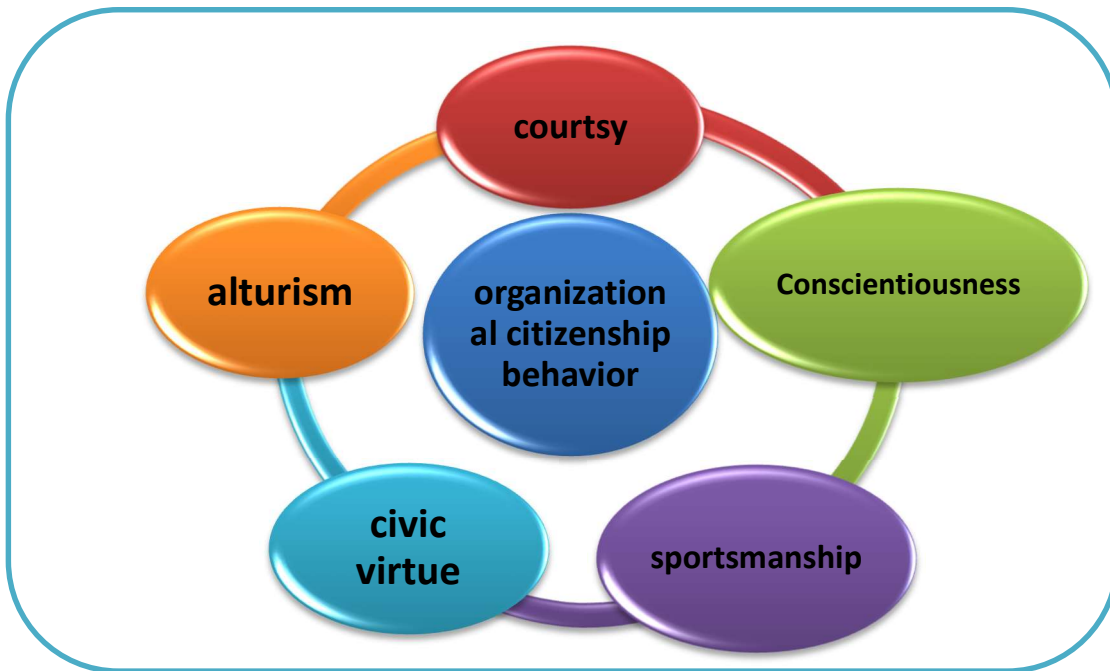 courtsy
alturism
organization
al citizenship
behavior
Conscientiousness
civic
virtue
sportsmanship